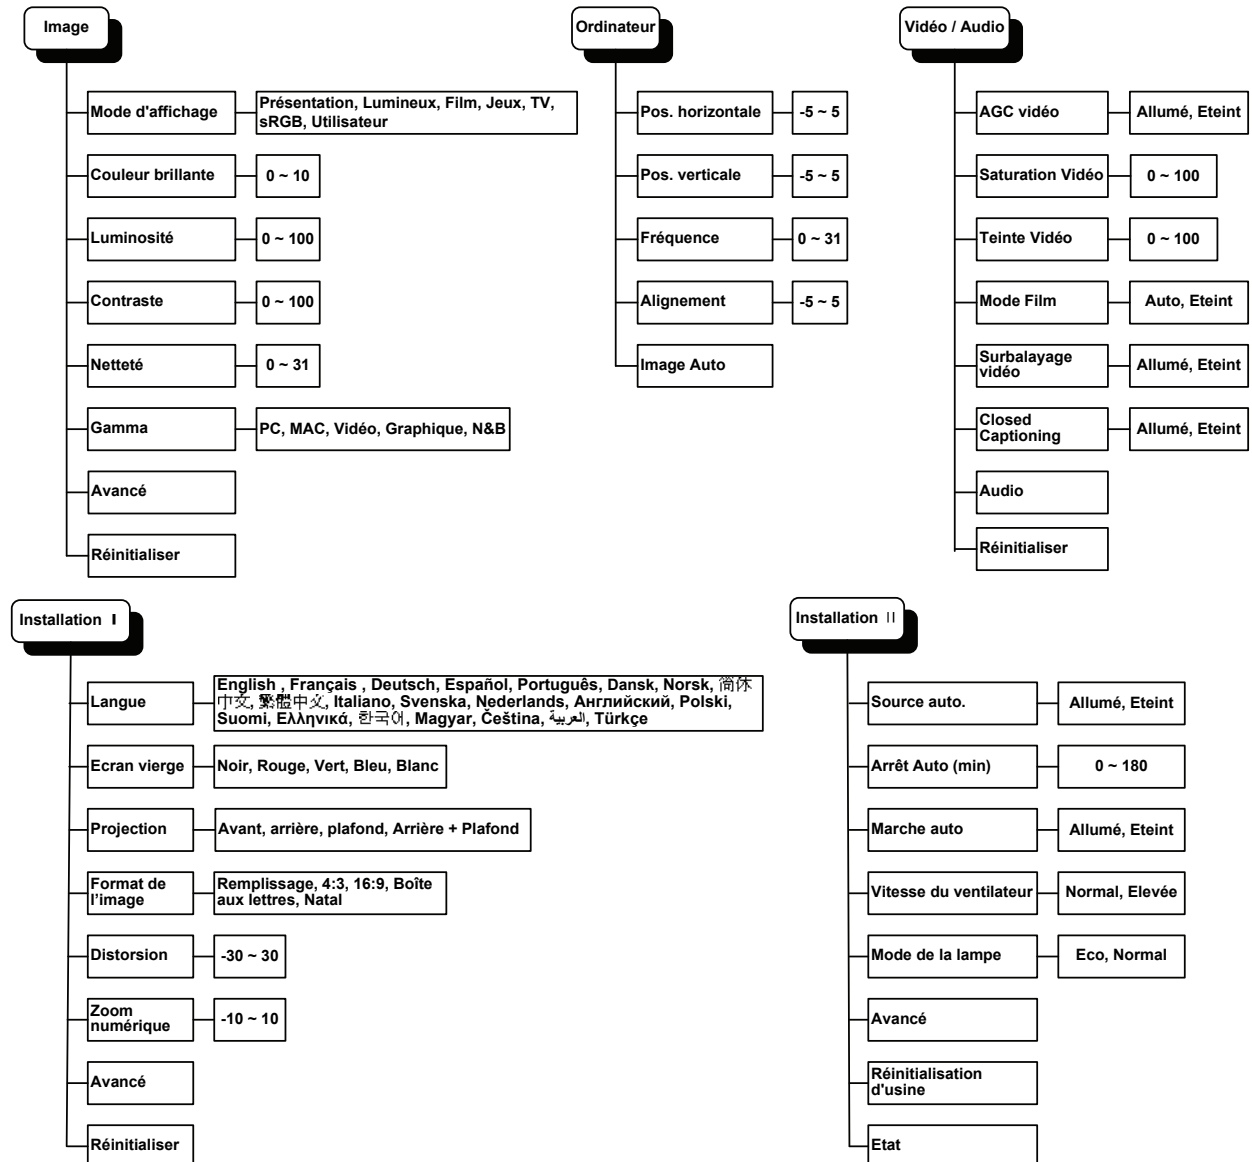 Image
Mode d'affichage
Présentation, Lumineux, Film, Jeux, TV,
sRGB, Utilisateur
Couleur brillante
0 ~ 10
Luminosité
0 ~ 100
Contraste
0 ~ 100
Netteté
0 ~ 31
Gamma
PC, MAC, Vidéo, Graphique, N&B
Avancé
Réinitialiser
Ordinateur
Pos. horizontale
-5 ~ 5
Pos. verticale
-5 ~ 5
Fréquence
0 ~ 31
Alignement
-5 ~ 5
Image Auto
Vidéo / Audio
AGC vidéo
Allumé, Eteint
Saturation Vidéo
0 ~ 100
Teinte Vidéo
0 ~ 100
Mode Film
Auto, Eteint
Surbalayage
vidéo
Allumé, Eteint
Closed
Captioning
Allumé, Eteint
Audio
Réinitialiser
Installation I
Langue
English , Français , Deutsch, Español, Português, Dansk, Norsk, 简体
中文, 繁體中文, Italiano, Svenska, Nederlands, Английский, Polski,
Suomi, Ελληνικά, 한국어, Magyar, Čeština, العربية, Türkçe
Ecran vierge
Noir, Rouge, Vert, Bleu, Blanc
Projection
Avant, arrière, plafond, Arrière + Plafond
Format de
l'image
Remplissage, 4:3, 16:9, Boîte
aux lettres, Natal
Distorsion
-30 ~ 30
Zoom
numérique
-10 ~ 10
Avancé
Réinitialiser
Installation II
Source auto.
Allumé, Eteint
Arrêt Auto (min)
0 ~ 180
Marche auto
Allumé, Eteint
Vitesse du ventilateur
Normal, Elevée
Mode de la lampe
Eco, Normal
Avancé
Réinitialisation
d'usine
Etat